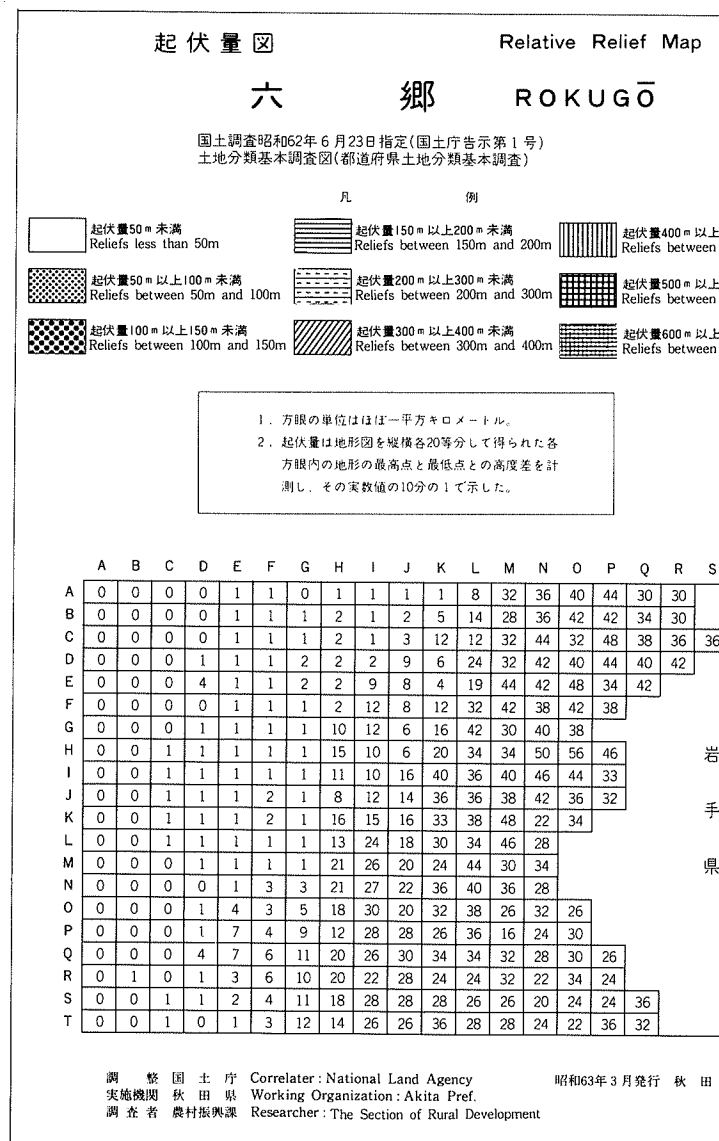 起伏量図 Relative Relief Map
六 郷 ROKUGŌ
国土調査昭和62年6月23日指定(国土庁告示第1号)
土地分類基本調査図(都道府県土地分類基本調査)
凡 例
起伏量50m未満
Reliefs less than 50m
起伏量150m以上200m未満
Reliefs between 150m and 200m
起伏量400m以上
Reliefs between
起伏量50m以上100m未満
Reliefs between 50m and 100m
起伏量200m以上300m未満
Reliefs between 200m and 300m
起伏量500m以上
Reliefs between
起伏量100m以上150m未満
Reliefs between 100m and 150m
起伏量300m以上400m未満
Reliefs between 300m and 400m
起伏量600m以上
Reliefs between
1. 方眼の単位はほぼ一平方キロメートル。
2. 起伏量は地形図を縦横各20等分して得られた各
方眼内の地形の最高点と最低点との高度差を計
測し、その実数値の10分の1で示した。
A B C D E F G H I J K L M N O P Q R S
A 0 0 0 0 1 1 0 1 1 1 1 8 32 36 40 44 30 30
B 0 0 0 0 1 1 1 2 1 2 5 14 28 36 42 42 34 30
C 0 0 0 0 1 1 1 2 1 3 12 12 32 44 32 48 38 36 36
D 0 0 0 1 1 1 2 2 2 9 6 24 32 42 40 44 40 42
E 0 0 0 4 1 1 2 2 9 8 4 19 44 42 48 34 42
F 0 0 0 0 1 1 1 2 12 8 12 32 42 38 42 38
G 0 0 0 1 1 1 1 10 12 6 16 42 30 40 38
H 0 0 1 1 1 1 1 15 10 6 20 34 34 50 56 46
I 0 0 1 1 1 1 1 11 10 16 40 36 40 46 44 33
J 0 0 1 1 1 2 1 8 12 14 36 36 38 42 36 32
K 0 0 1 1 1 2 1 16 15 16 33 38 48 22 34
L 0 0 1 1 1 1 1 13 24 18 30 34 46 28
M 0 0 0 1 1 1 1 21 26 20 24 44 30 34
N 0 0 0 0 1 3 3 21 27 22 36 40 36 28
O 0 0 0 1 4 3 5 18 30 20 32 38 26 32 26
P 0 0 0 1 7 4 9 12 28 28 26 36 16 24 30
Q 0 0 0 4 7 6 11 20 26 30 34 34 32 28 30 26
R 0 1 0 1 3 6 10 20 22 28 24 24 32 22 34 24
S 0 0 1 1 2 4 11 18 28 28 28 26 26 20 24 24 36
T 0 0 1 0 1 3 12 14 26 26 36 28 28 24 22 36 32
岩手県
調整 国土庁 Correlater: National Land Agency 昭和63年3月発行 秋田
実施機関 秋田県 Working Organization: Akita Pref.
調査者 農村振興課 Researcher: The Section of Rural Development